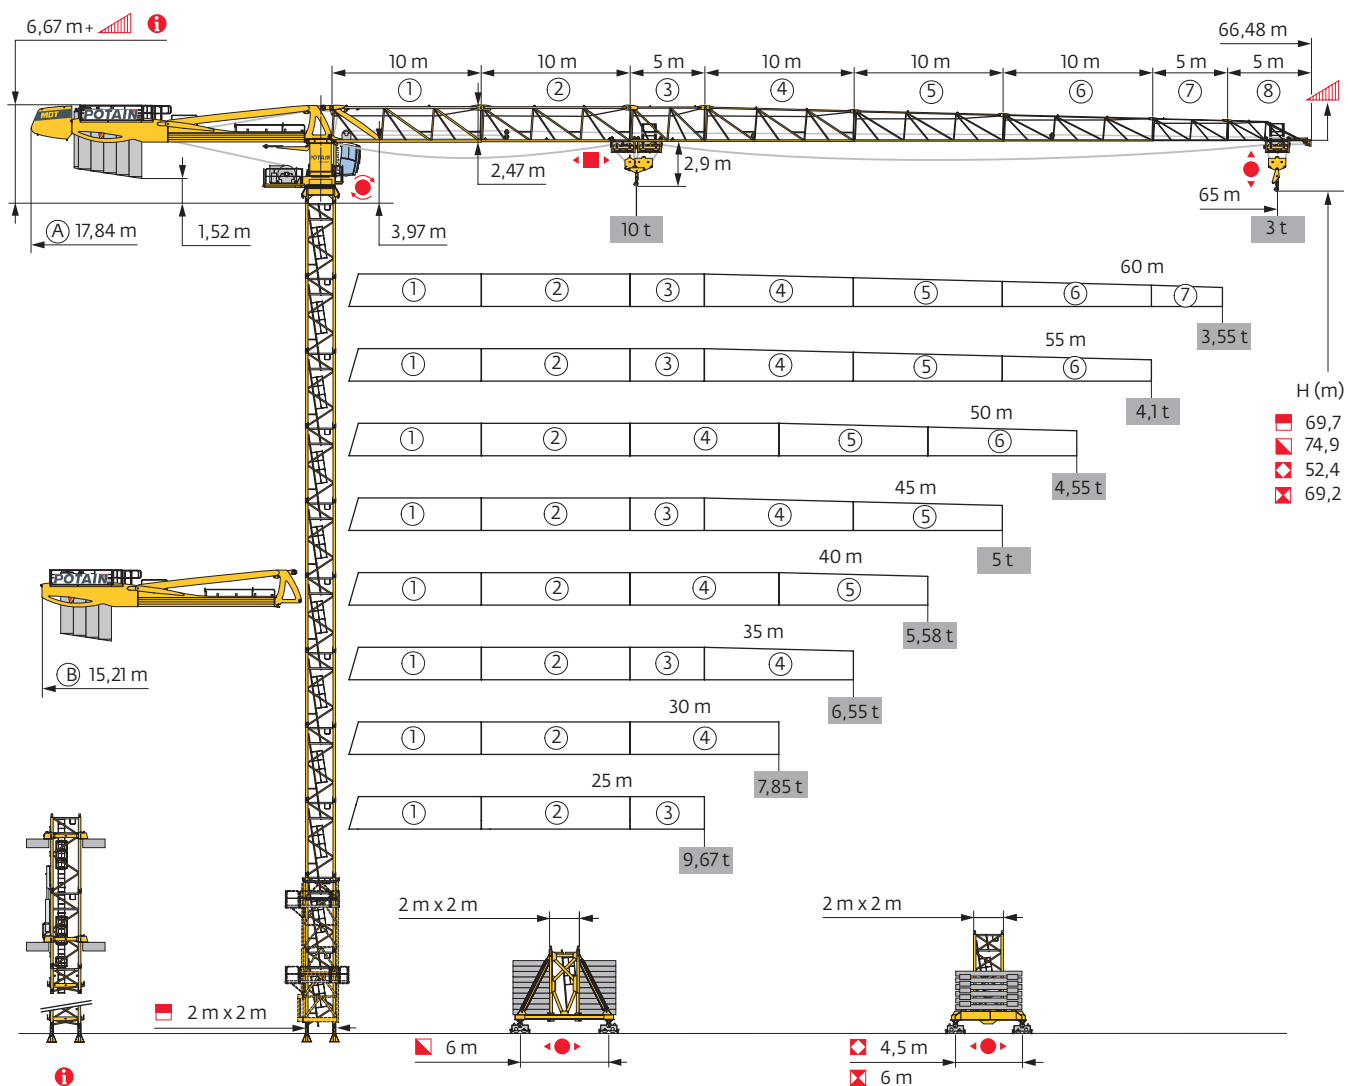 6,67 m+ i
66,48 m
10 m 10 m 5 m 10 m 10 m 10 m 5 m 5 m
1 2 3 4 5 6 7 8
MDT POTAIN
POTAIN
2,47 m 2,9 m
65 m
A 17,84 m 1,52 m 3,97 m 10 t 3 t
60 m
1 2 3 4 5 6 7
3,55 t
55 m
1 2 3 4 5 6
4,1 t
H (m)
69,7
74,9
52,4
69,2
50 m
1 2 4 5 6
4,55 t
45 m
1 2 3 4 5
5 t
40 m
POTAIN
1 2 4 5
5,58 t
35 m
B 15,21 m
1 2 3 4
6,55 t
30 m
1 2 4
7,85 t
25 m
1 2 3
9,67 t
2 m x 2 m 2 m x 2 m
2 m x 2 m
6 m 4,5 m
i 6 m